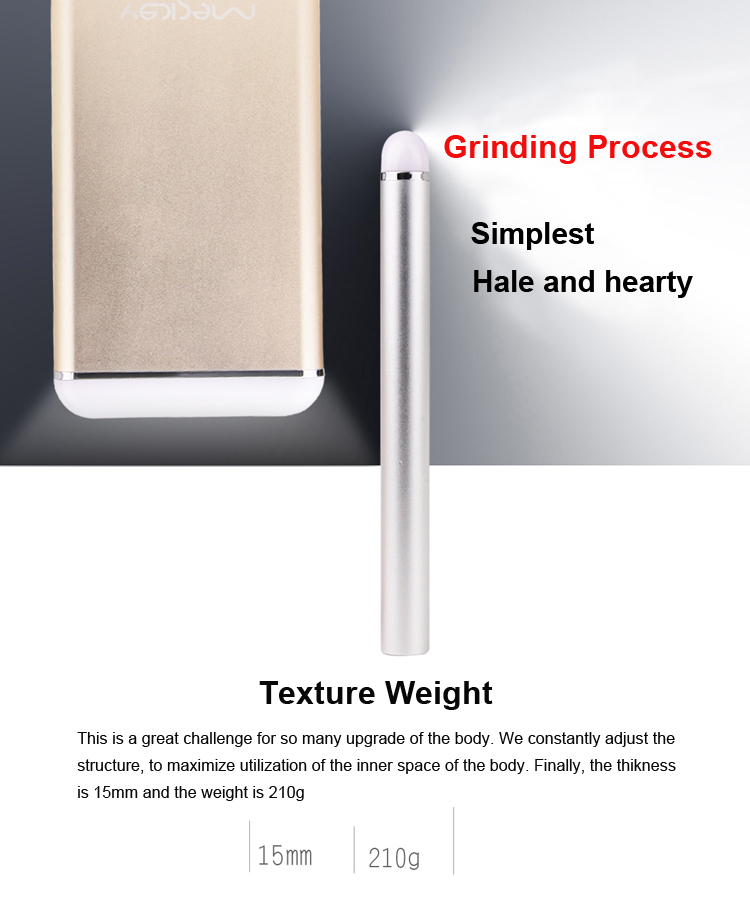 Grinding Process
Simplest
Hale and hearty
Texture Weight
This is a great challenge for so many upgrade of the body. We constantly adjust the
structure, to maximize utilization of the inner space of the body. Finally, the thikness
is 15mm and the weight is 210g
15mm
210g